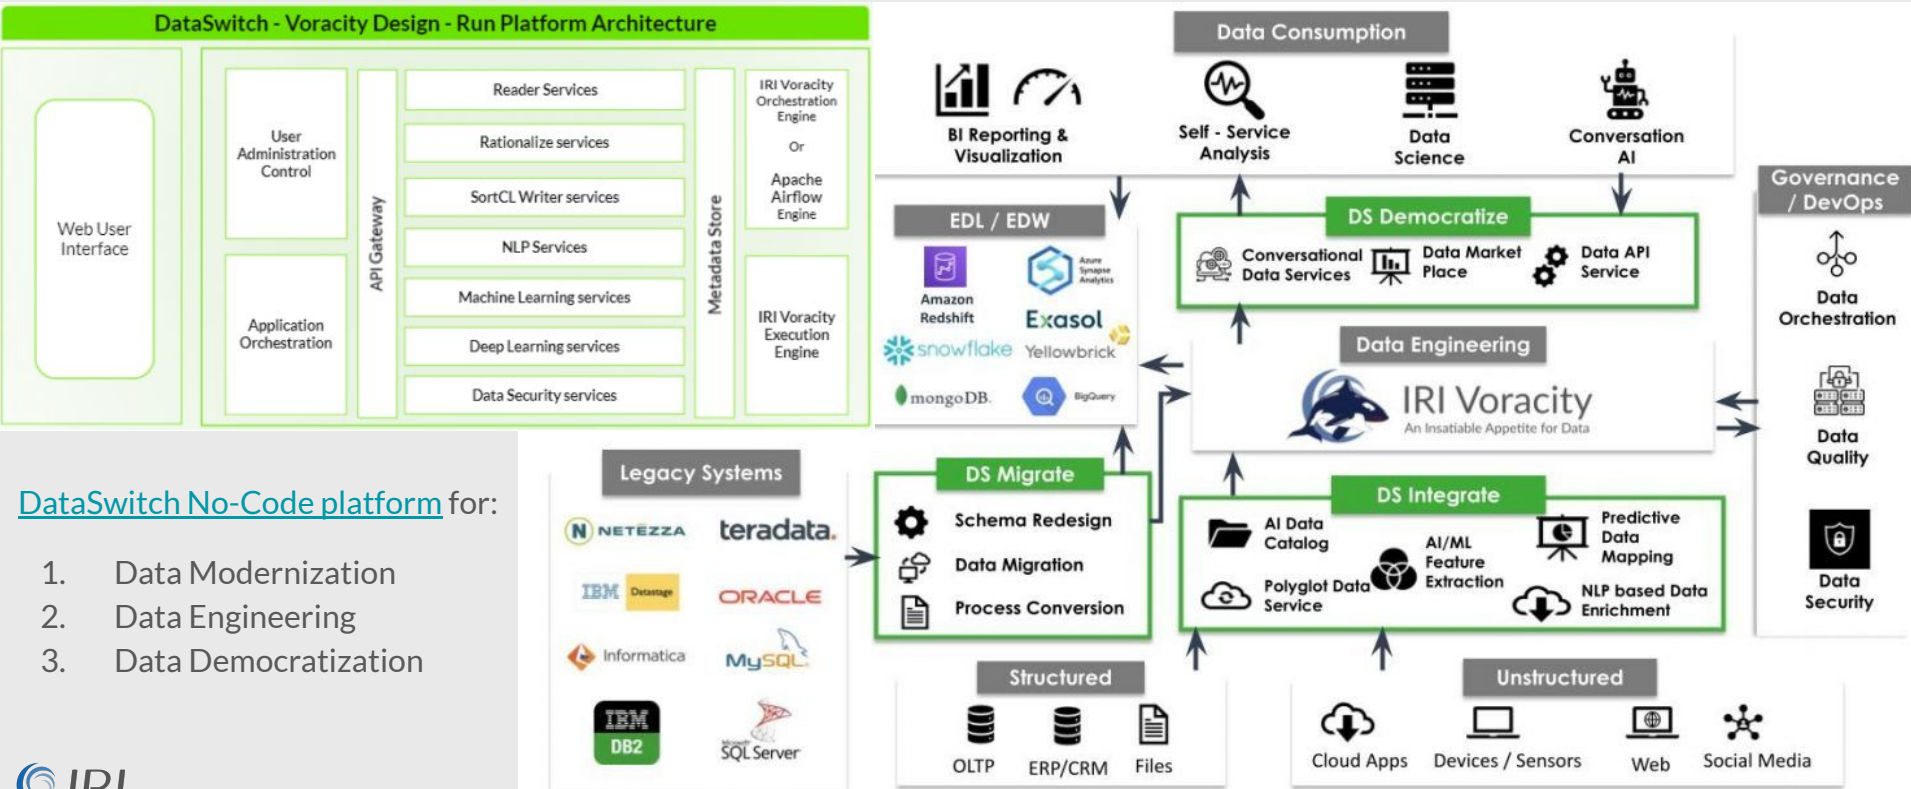 DataSwitch - Voracity Design - Run Platform Architecture
Web User
Interface
User
Administration
Control
Application
Orchestration
API Gateway
Reader Services
Rationalize services
SortCL Writer services
NLP Services
Machine Learning services
Deep Learning services
Data Security services
Metadata Store
IRI Voracity
Orchestration
Engine
Or
Apache
Airflow
Engine
IRI Voracity
Execution
Engine
DataSwitch No-Code platform for:
1. Data Modernization
2. Data Engineering
3. Data Democratization
IRI
Data Consumption
BI Reporting &
Visualization
Self - Service
Analysis
Data
Science
Conversation
AI
EDL / EDW
Amazon
Redshift
Azure
Synapse
Analytics
Exasol
snowflake
Yellowbrick
mongoDB.
BigQuery
DS Democratize
Conversational
Data Services
Data Market
Place
Data API
Service
Data Engineering
IRI Voracity
An Insatiable Appetite for Data
Governance
/ DevOps
Data
Orchestration
Data
Quality
Data
Security
Legacy Systems
N NETEZZA
teradata.
IBM Datastage
ORACLE
Informatica
MySQL
IBM
DB2
Microsoft
SQL Server
DS Migrate
Schema Redesign
Data Migration
Process Conversion
DS Integrate
AI Data
Catalog
Polyglot Data
Service
AI/ML
Feature
Extraction
Predictive
Data
Mapping
NLP based Data
Enrichment
Structured
OLTP
ERP/CRM
Files
Unstructured
Cloud Apps
Devices / Sensors
Web
Social Media